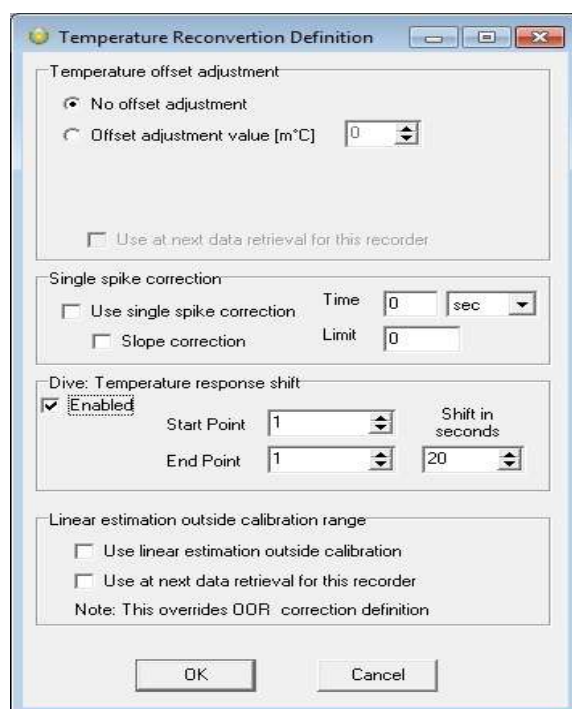 Temperature Reconvertion Definition
Temperature offset adjustment
No offset adjustment
Offset adjustment value [m°C] 0
Use at next data retrieval for this recorder
Single spike correction
Use single spike correction Time 0 sec
Slope correction Limit 0
Dive: Temperature response shift
Enabled
Start Point 1 Shift in seconds
End Point 1 20
Linear estimation outside calibration range
Use linear estimation outside calibration
Use at next data retrieval for this recorder
Note: This overrides OOR correction definition
OK Cancel